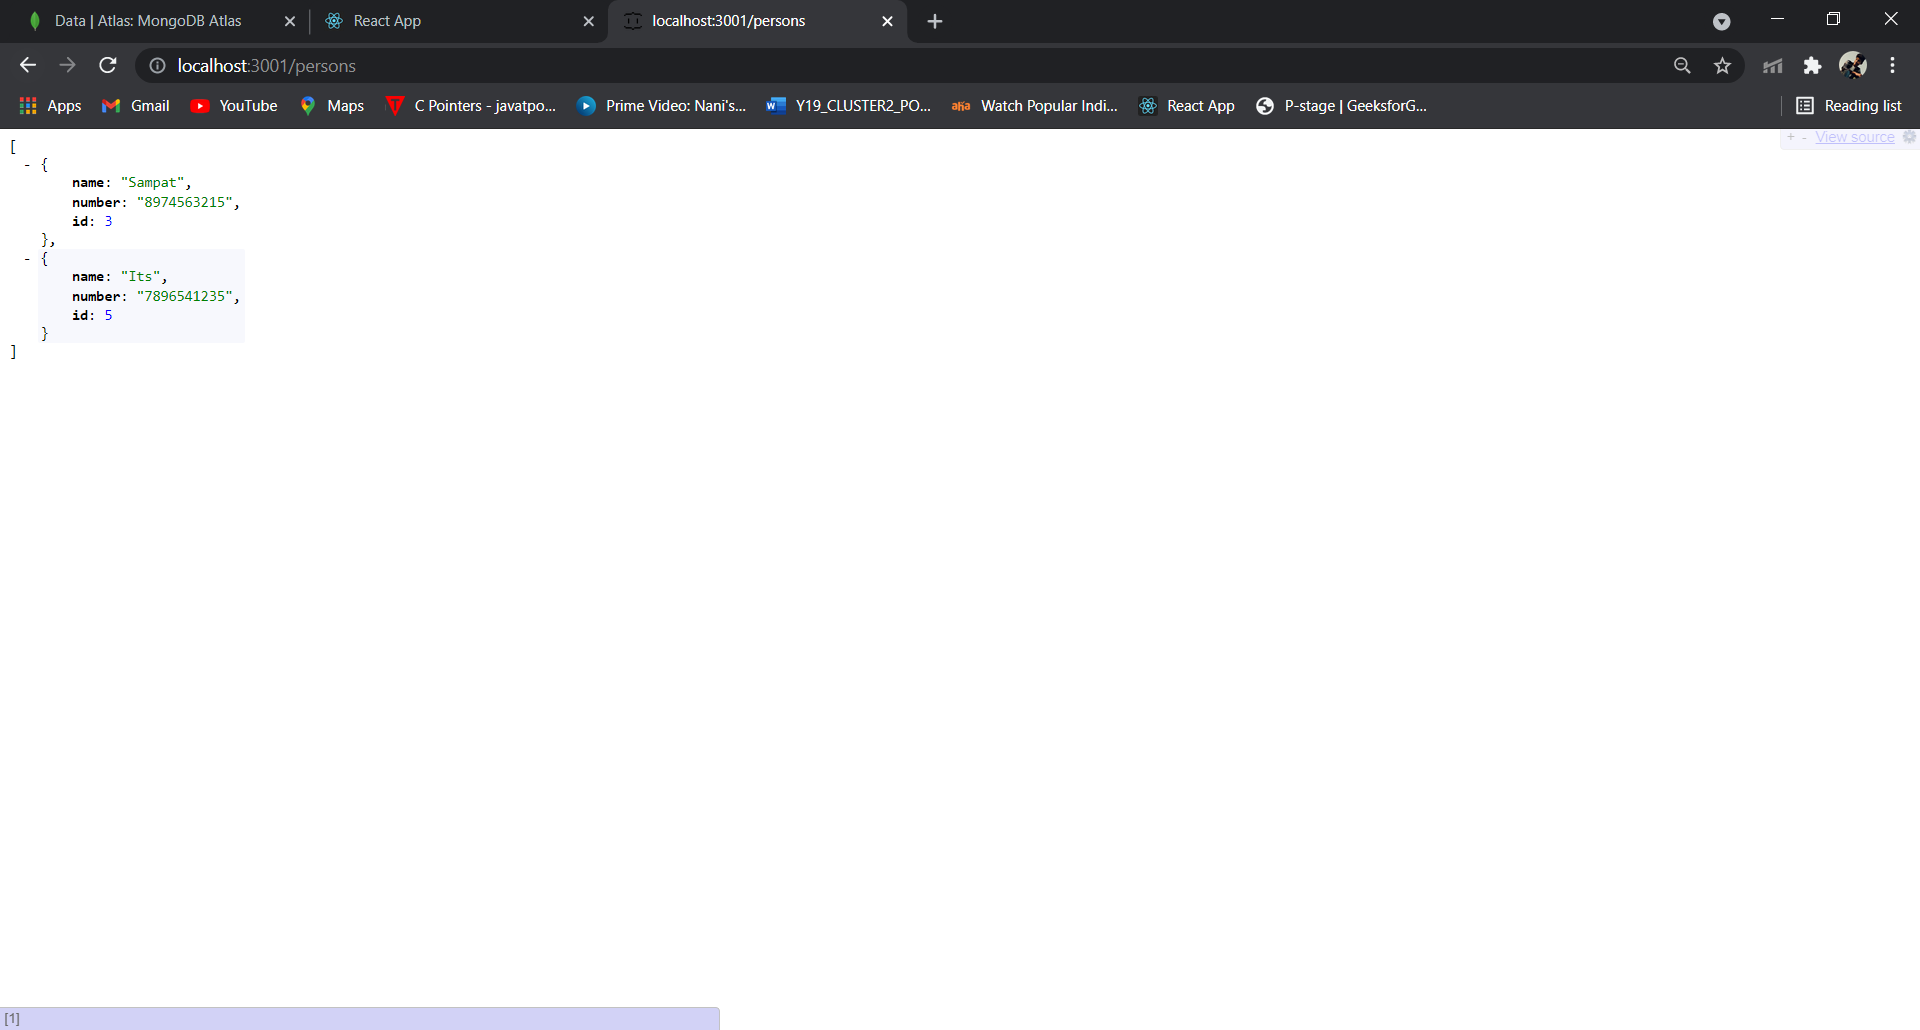 Data | Atlas: MongoDB Atlas
React App
localhost:3001/persons
localhost:3001/persons
Apps
Gmail
YouTube
Maps
C Pointers - javatpo...
Prime Video: Nani's...
Y19_CLUSTER2_PO...
aha
Watch Popular Indi...
React App
P-stage | GeeksforG...
Reading list
+ - View source
[
- {
name: "Sampat",
number: "8974563215",
id: 3
},
- {
name: "Its",
number: "7896541235",
id: 5
}
]
[1]